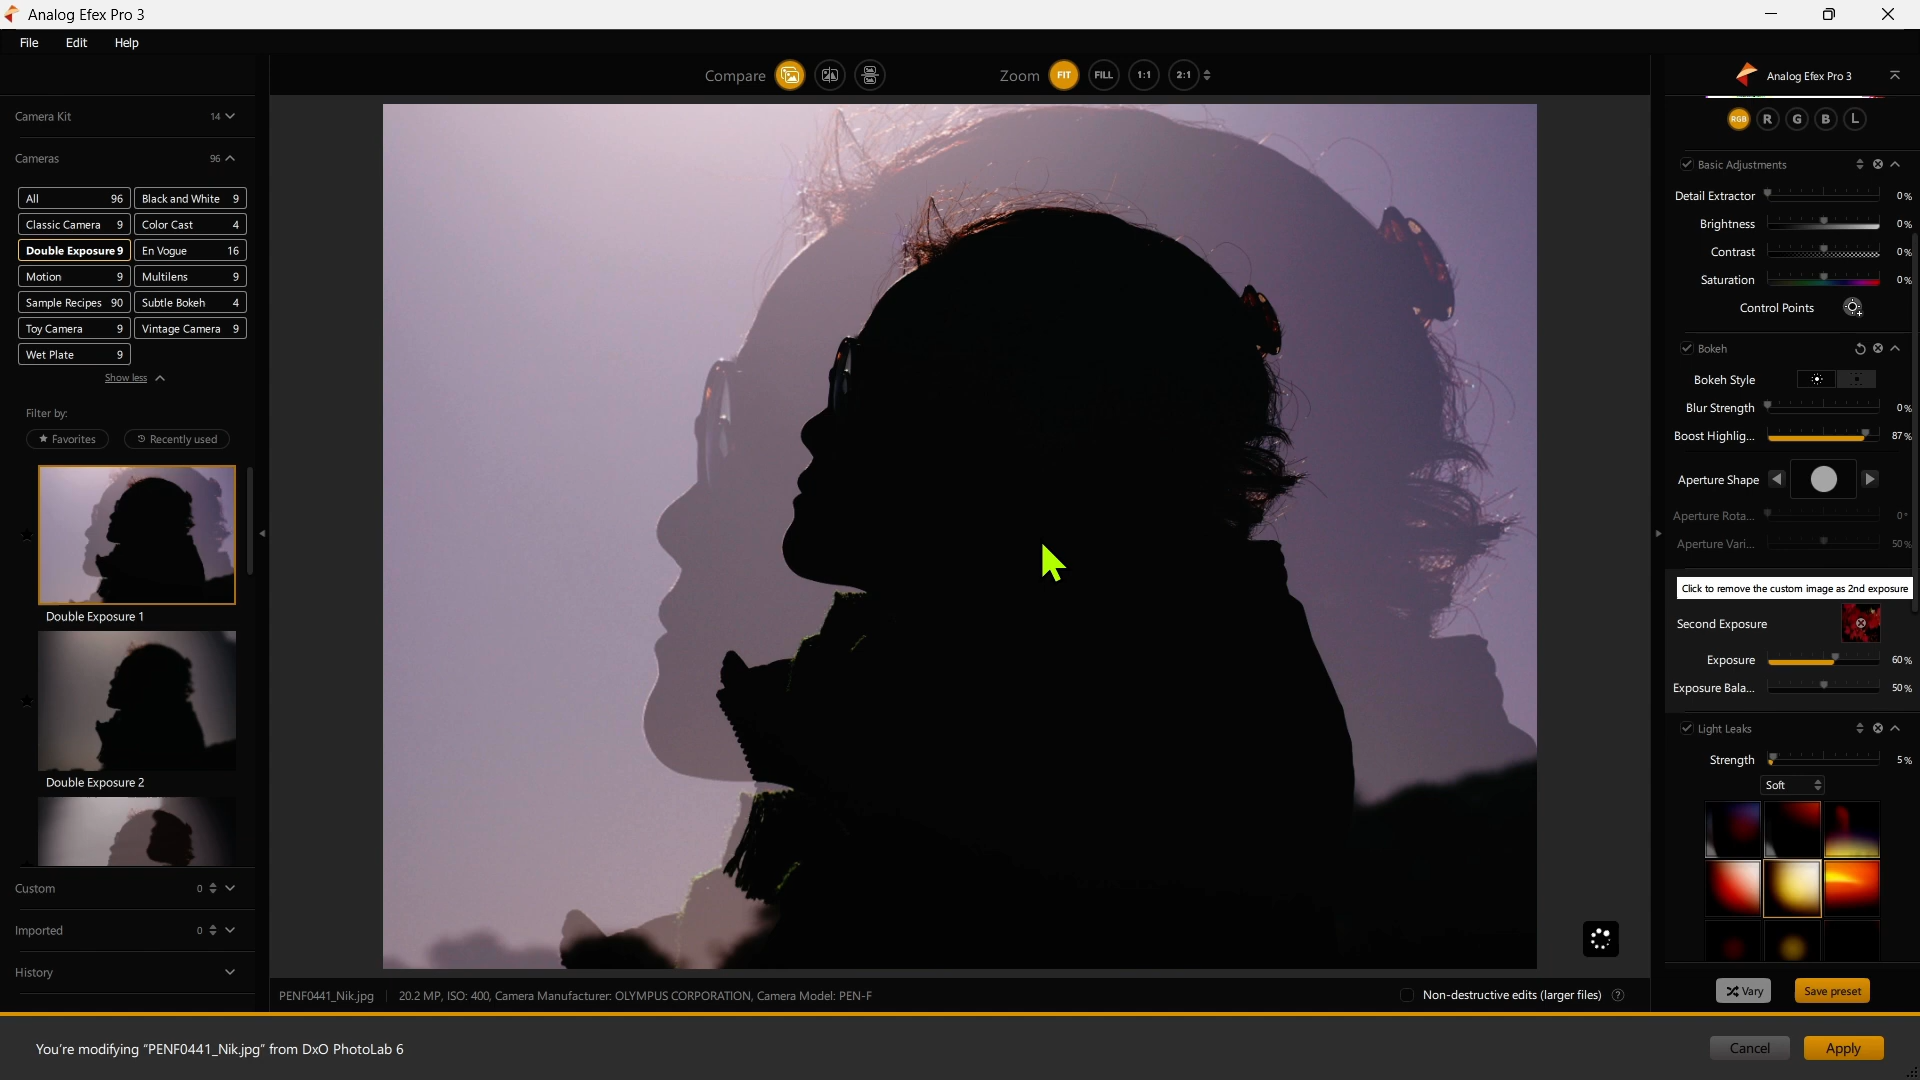 Analog Efex Pro 3
File Edit Help
Compare Zoom FIT FILL 1:1 2:1
Analog Efex Pro 3
Camera Kit 14
Cameras 96
All 96 Black and White 9
Classic Camera 9 Color Cast 4
Double Exposure 9 En Vogue 16
Motion 9 Multilens 9
Sample Recipes 90 Subtle Bokeh 4
Toy Camera 9 Vintage Camera 9
Wet Plate 9
Show less
Filter by:
Favorites Recently used
Double Exposure 1
Double Exposure 2
Custom 0
Imported 0
History
RGB R G B L
Basic Adjustments
Detail Extractor 0%
Brightness 0%
Contrast 0%
Saturation 0%
Control Points
Bokeh
Bokeh Style
Blur Strength 0%
Boost Highlig... 87%
Aperture Shape
Aperture Rota... 0°
Aperture Vari... 50%
Click to remove the custom image as 2nd exposure
Second Exposure
Exposure 60%
Exposure Bala... 50%
Light Leaks
Strength 5%
Soft
Vary Save preset
PENF0441_Nik.jpg 20.2 MP, ISO: 400, Camera Manufacturer: OLYMPUS CORPORATION, Camera Model: PEN-F
Non-destructive edits (larger files) ?
You're modifying “PENF0441_Nik.jpg” from DxO PhotoLab 6
Cancel Apply